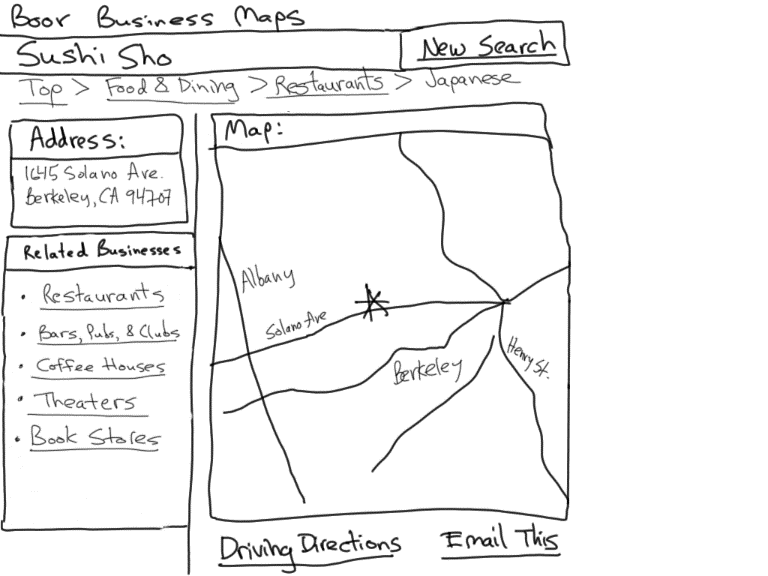 Boor Business Maps
Sushi Sho
New Search
Top > Food & Dining > Restaurants > Japanese
Address:
1645 Solano Ave.
Berkeley, CA 94707
Related Businesses
• Restaurants
• Bars, Pubs, & Clubs
• Coffee Houses
• Theaters
• Book Stores
Map:
Albany
Solano Ave
Berkeley
Henry St.
Driving Directions
Email This